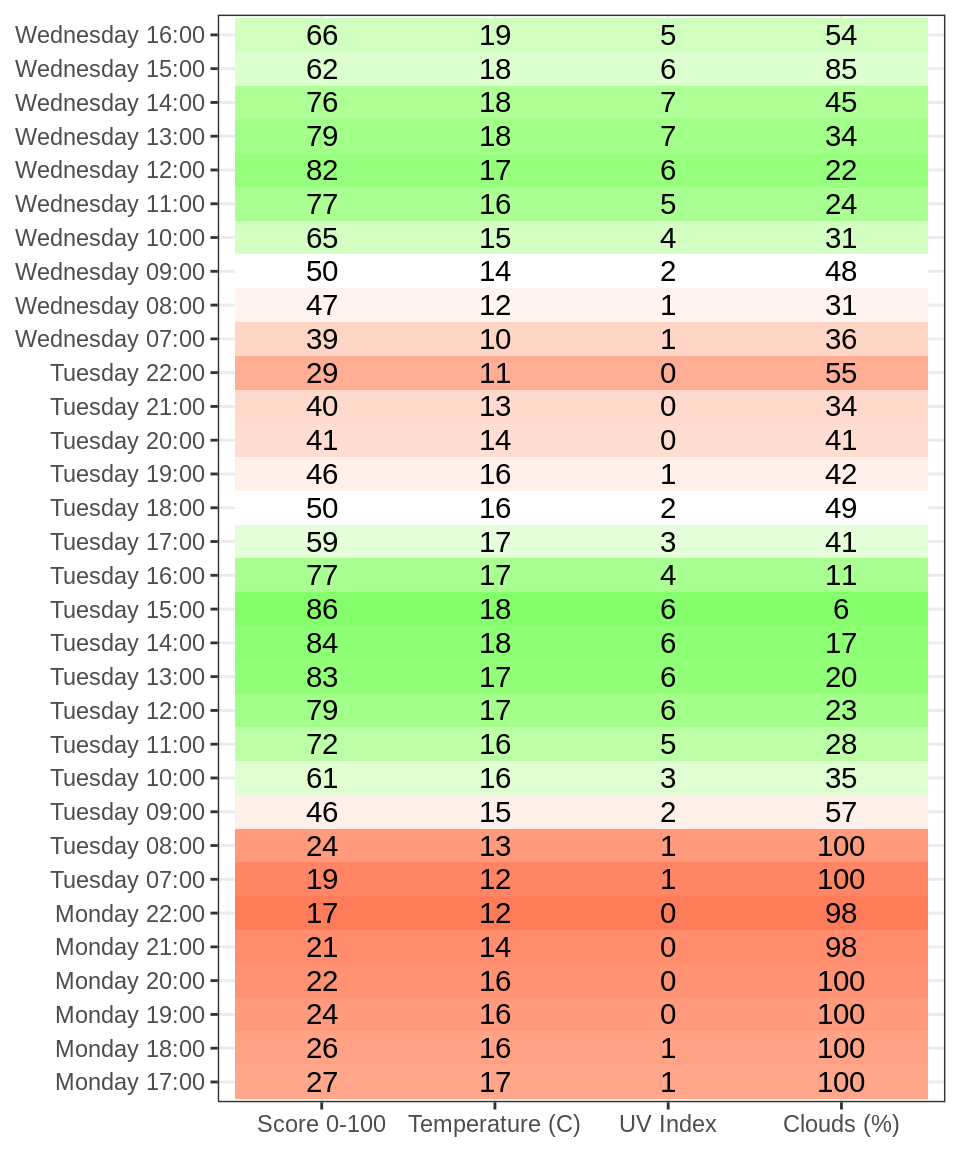 Wednesday 16:00 66 19 5 54
Wednesday 15:00 62 18 6 85
Wednesday 14:00 76 18 7 45
Wednesday 13:00 79 18 7 34
Wednesday 12:00 82 17 6 22
Wednesday 11:00 77 16 5 24
Wednesday 10:00 65 15 4 31
Wednesday 09:00 50 14 2 48
Wednesday 08:00 47 12 1 31
Wednesday 07:00 39 10 1 36
Tuesday 22:00 29 11 0 55
Tuesday 21:00 40 13 0 34
Tuesday 20:00 41 14 0 41
Tuesday 19:00 46 16 1 42
Tuesday 18:00 50 16 2 49
Tuesday 17:00 59 17 3 41
Tuesday 16:00 77 17 4 11
Tuesday 15:00 86 18 6 6
Tuesday 14:00 84 18 6 17
Tuesday 13:00 83 17 6 20
Tuesday 12:00 79 17 6 23
Tuesday 11:00 72 16 5 28
Tuesday 10:00 61 16 3 35
Tuesday 09:00 46 15 2 57
Tuesday 08:00 24 13 1 100
Tuesday 07:00 19 12 1 100
Monday 22:00 17 12 0 98
Monday 21:00 21 14 0 98
Monday 20:00 22 16 0 100
Monday 19:00 24 16 0 100
Monday 18:00 26 16 1 100
Monday 17:00 27 17 1 100
Score 0-100 Temperature (C) UV Index Clouds (%)